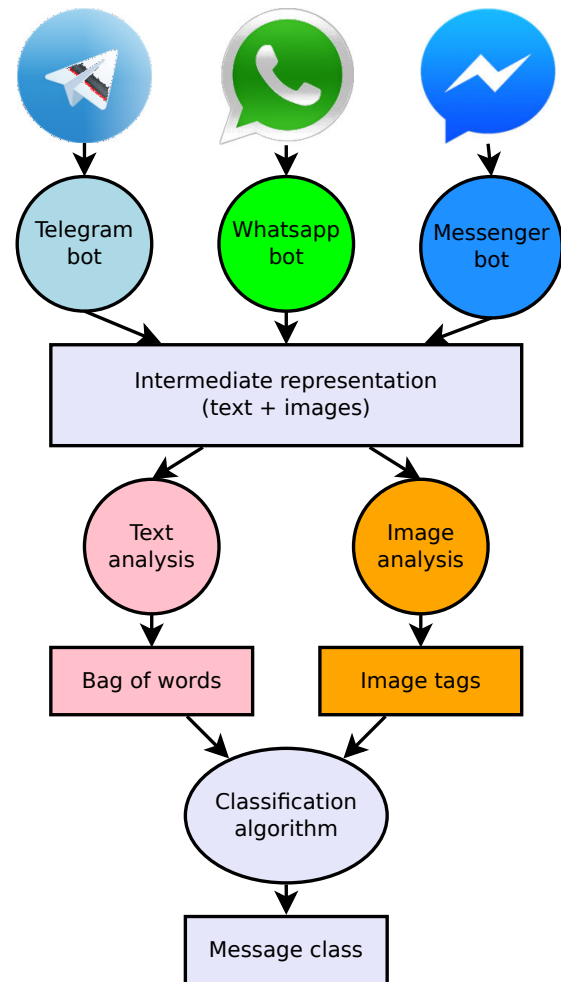 Telegram
bot
Whatsapp
bot
Messenger
bot
Intermediate representation
(text + images)
Text
analysis
Image
analysis
Bag of words
Image tags
Classification
algorithm
Message class